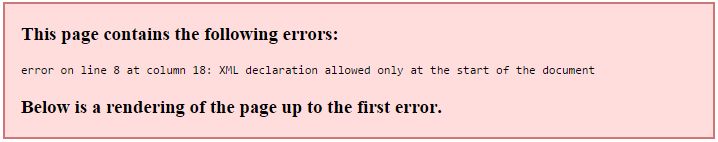 This page contains the following errors:
error on line 8 at column 18: XML declaration allowed only at the start of the document
Below is a rendering of the page up to the first error.